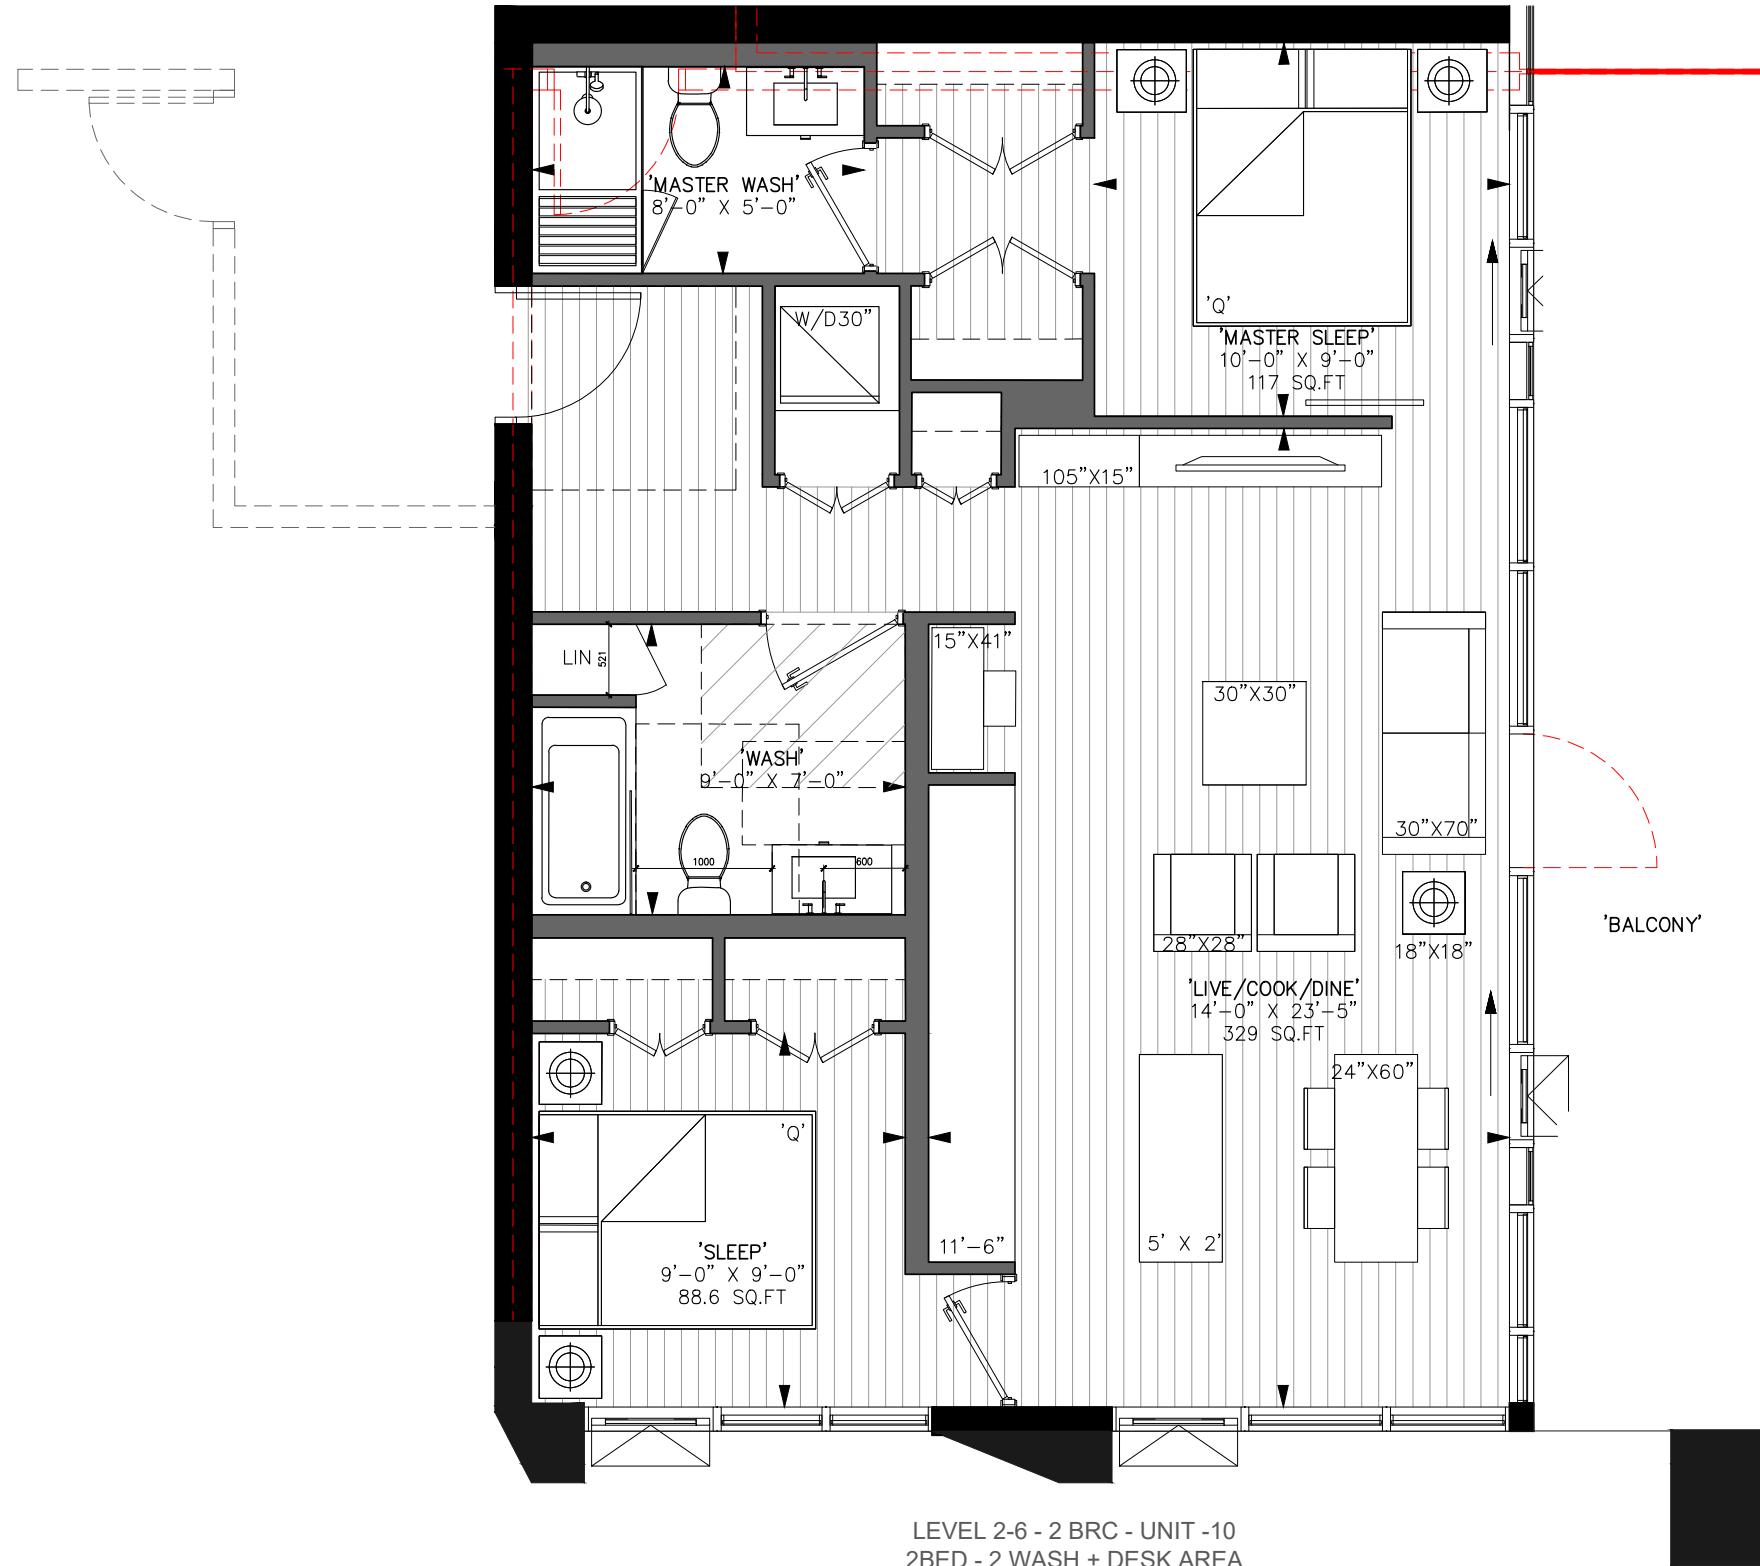 'MASTER WASH'
8'-0" X 5'-0"
W/D30"
'Q'
'MASTER SLEEP'
10'-0" X 9'-0"
117 SQ.FT
105"X15"
LIN
521
15"X41"
30"X30"
'WASH'
9'-0" X 7'-0"
30"X70"
1000
600
28"X28"
18"X18"
'BALCONY'
'LIVE/COOK/DINE'
14'-0" X 23'-5"
329 SQ.FT
24"X60"
'Q'
'SLEEP'
9'-0" X 9'-0"
88.6 SQ.FT
11'-6"
5' X 2'
LEVEL 2-6 - 2 BRC - UNIT -10
2BED - 2 WASH + DESK AREA